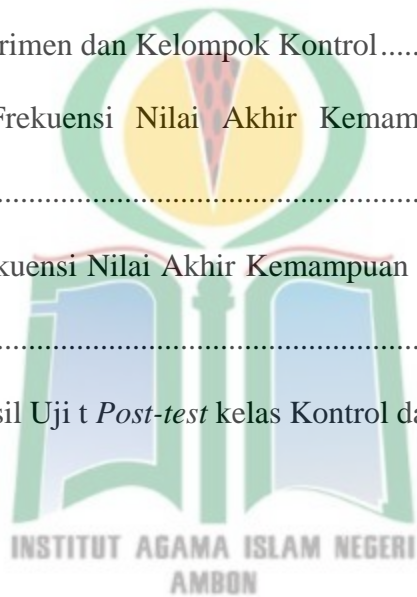 rimen dan Kelompok Kontrol.....
Frekuensi Nilai Akhir Kemam
..................................................
kuensi Nilai Akhir Kemampuan
..................................................
sil Uji t Post-test kelas Kontrol da
INSTITUT AGAMA ISLAM NEGERI
AMBON